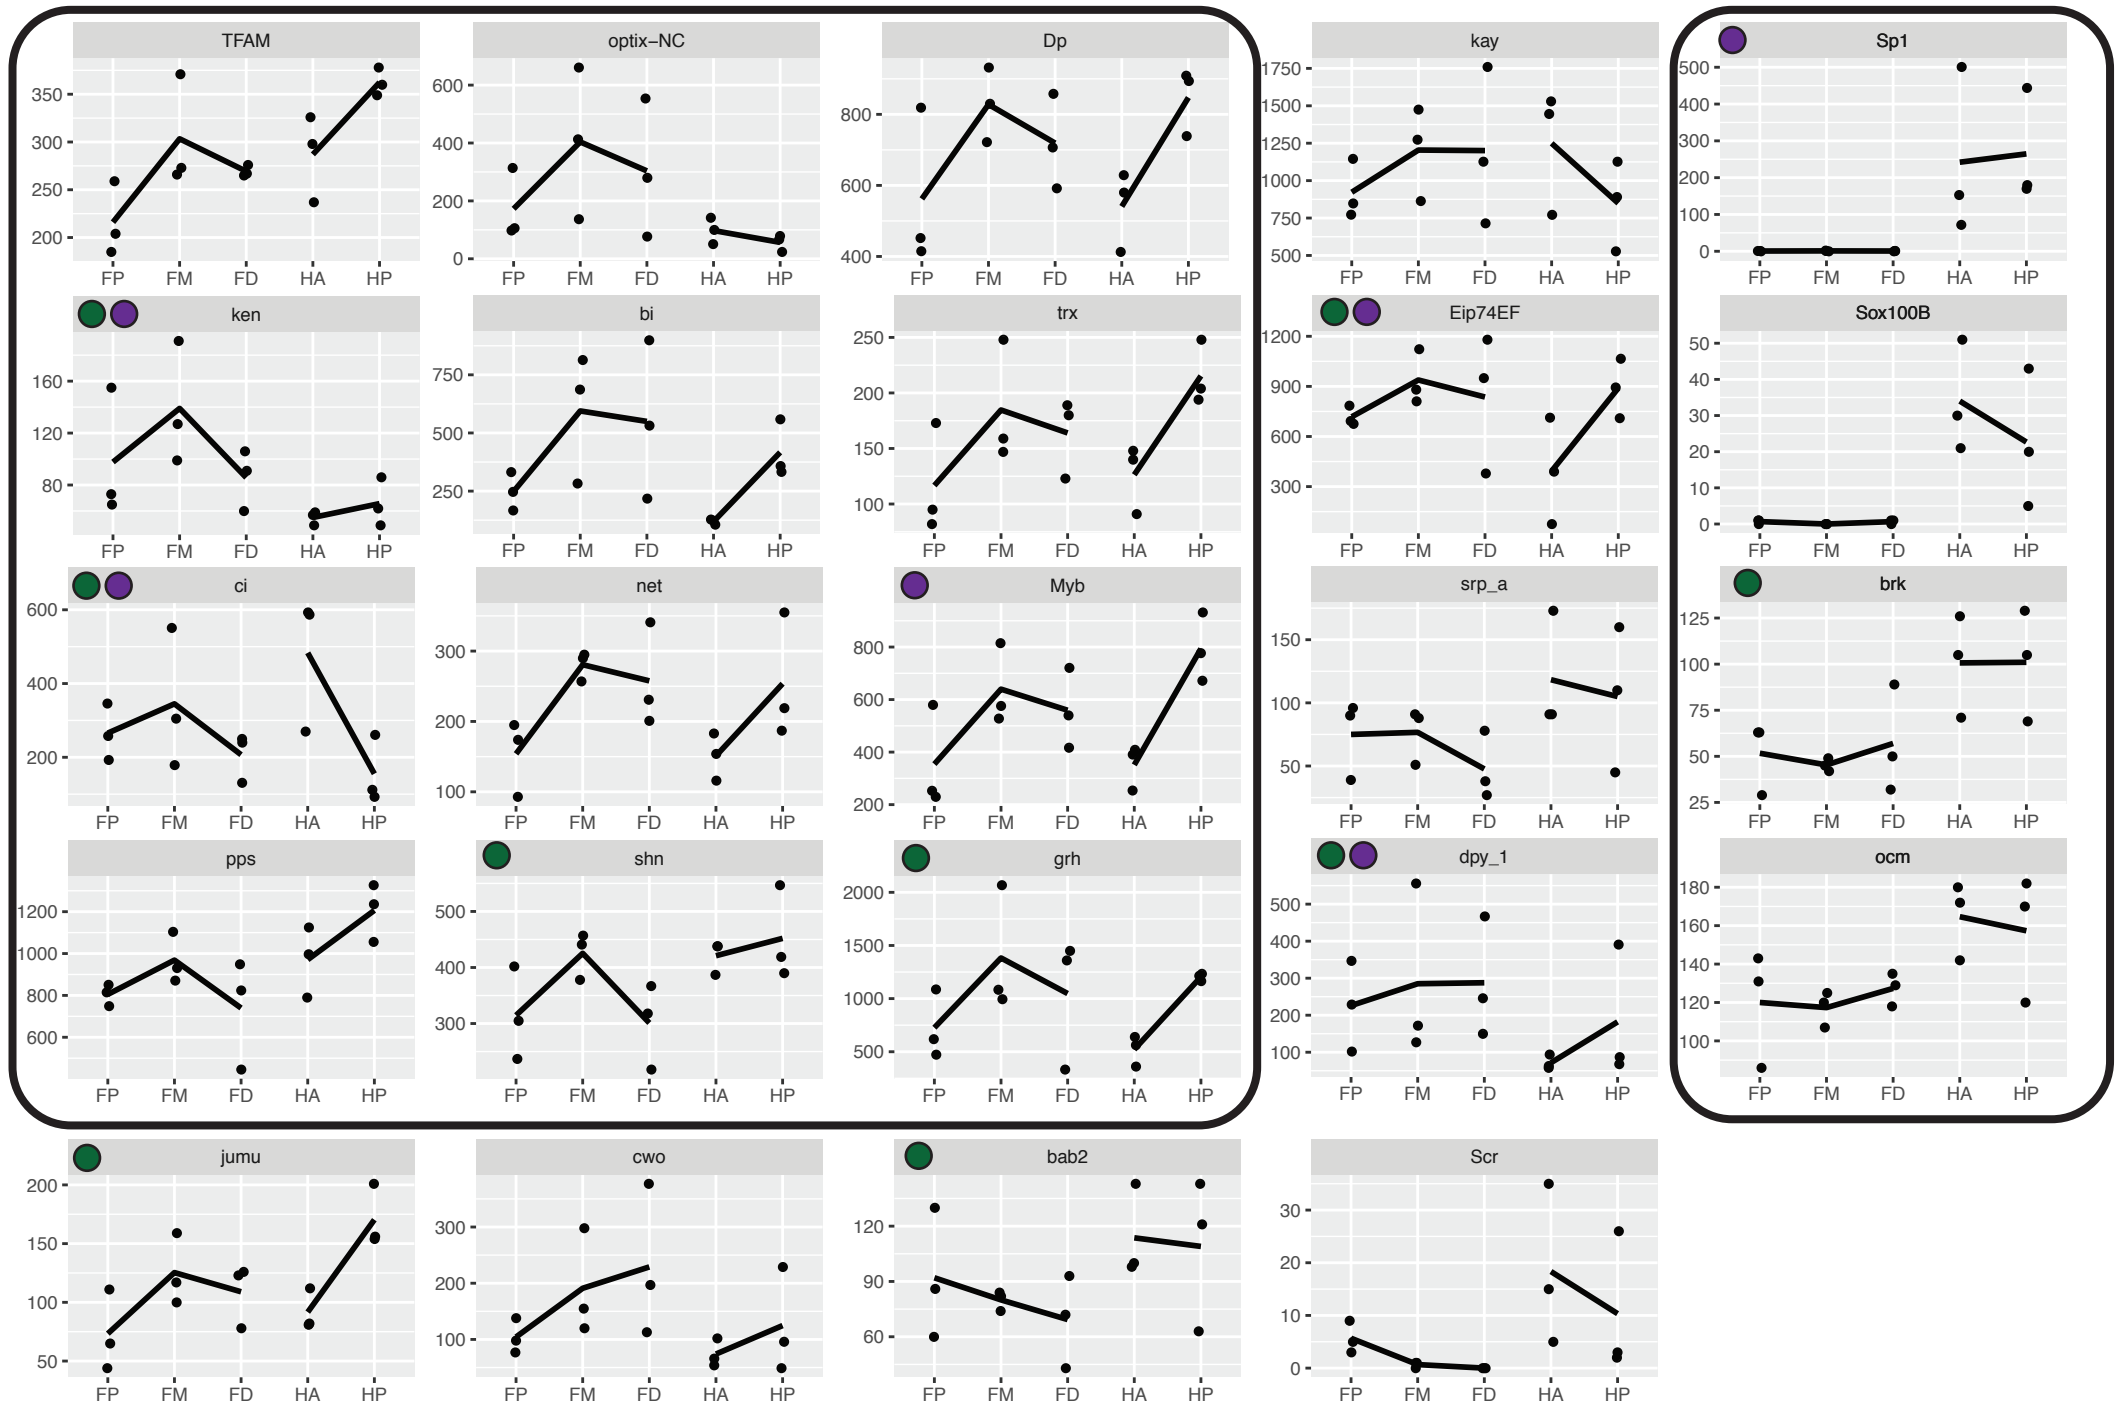 TFAM optix–NC Dp kay Sp1
350 300 250 200
600 400 200 0
800 600 400
1750 1500 1250 1000 750 500
500 400 300 200 100 0
FP FM FD HA HP FP FM FD HA HP FP FM FD HA HP FP FM FD HA HP FP FM FD HA HP
ken bi trx Eip74EF Sox100B
160 120 80
750 500 250
250 200 150 100
1200 900 600 300
50 40 30 20 10 0
FP FM FD HA HP FP FM FD HA HP FP FM FD HA HP FP FM FD HA HP FP FM FD HA HP
ci net Myb srp_a brk
600 400 200
300 200 100
800 600 400 200
150 100 50
125 100 75 50 25
FP FM FD HA HP FP FM FD HA HP FP FM FD HA HP FP FM FD HA HP FP FM FD HA HP
pps shn grh dpy_1 ocm
1200 1000 800 600
500 400 300
2000 1500 1000 500
500 400 300 200 100
180 160 140 120 100
FP FM FD HA HP FP FM FD HA HP FP FM FD HA HP FP FM FD HA HP FP FM FD HA HP
jumu cwo bab2 Scr
200 150 100 50
300 200 100
120 90 60
30 20 10 0
FP FM FD HA HP FP FM FD HA HP FP FM FD HA HP FP FM FD HA HP